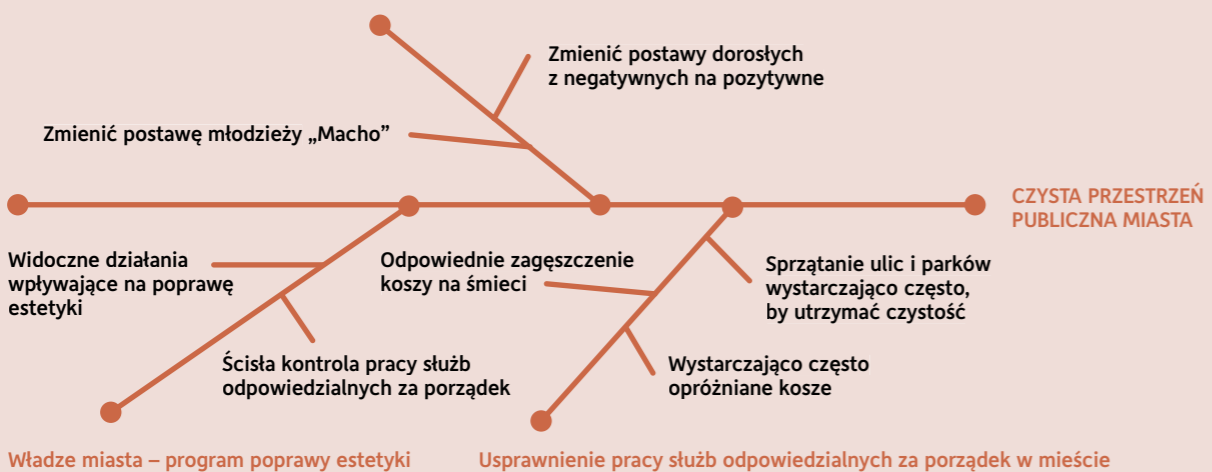 Zmienić postawy dorosłych
z negatywnych na pozytywne
Zmienić postawę młodzieży „Macho”
CZYSTA PRZESTRZEŃ
PUBLICZNA MIASTA
Widoczne działania
wpływające na poprawę
estetyki
Odpowiednie zagęszczenie
koszy na śmieci
Sprzątanie ulic i parków
wystarczająco często,
by utrzymać czystość
Ścisła kontrola pracy służb
odpowiedzialnych za porządek
Wystarczająco często
opróżniane kosze
Władze miasta – program poprawy estetyki
Usprawnienie pracy służb odpowiedzialnych za porządek w mieście